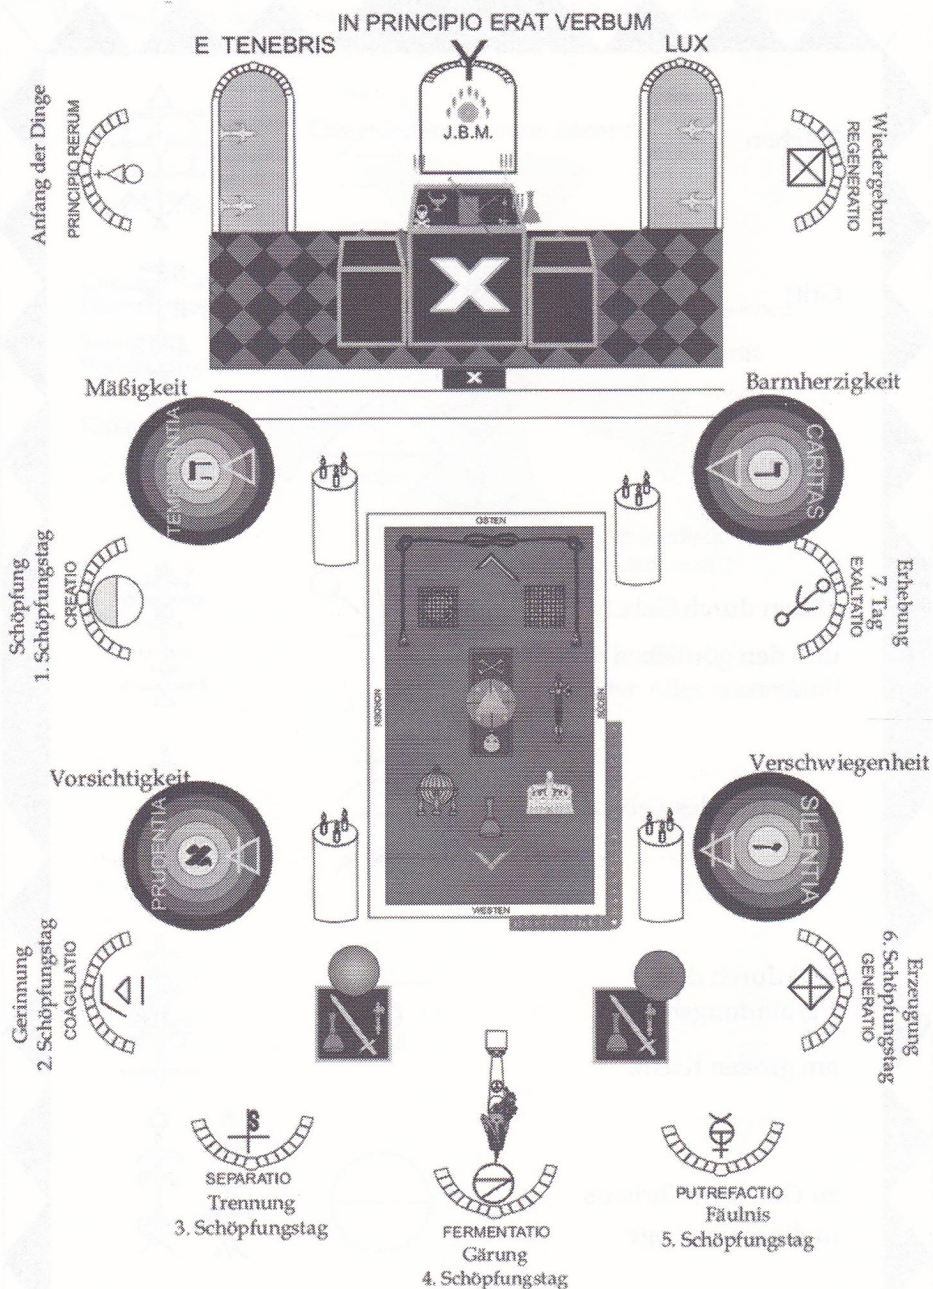 IN PRINCIPIO ERAT VERBUM
E TENEBRIS
LUX
Y
J.B.M.
Anfang der Dinge
PRINCIPIO RERUM
Wiedergeburt
REGENERATIO
X
X
Mäßigkeit
TEMPERANTIA
Barmherzigkeit
CARITAS
OSTEN
NORDEN
SÜDEN
WESTEN
Schöpfung
1. Schöpfungstag
CREATIO
Erhebung
7. Tag
EXALTATIO
Vorsichtigkeit
PRUDENTIA
Verschwiegenheit
SILENTIA
Gerinnung
2. Schöpfungstag
COAGULATIO
Erzeugung
6. Schöpfungstag
GENERATIO
S
SEPARATIO
Trennung
3. Schöpfungstag
FERMENTATIO
Gärung
4. Schöpfungstag
PUTREFACTIO
Fäulnis
5. Schöpfungstag